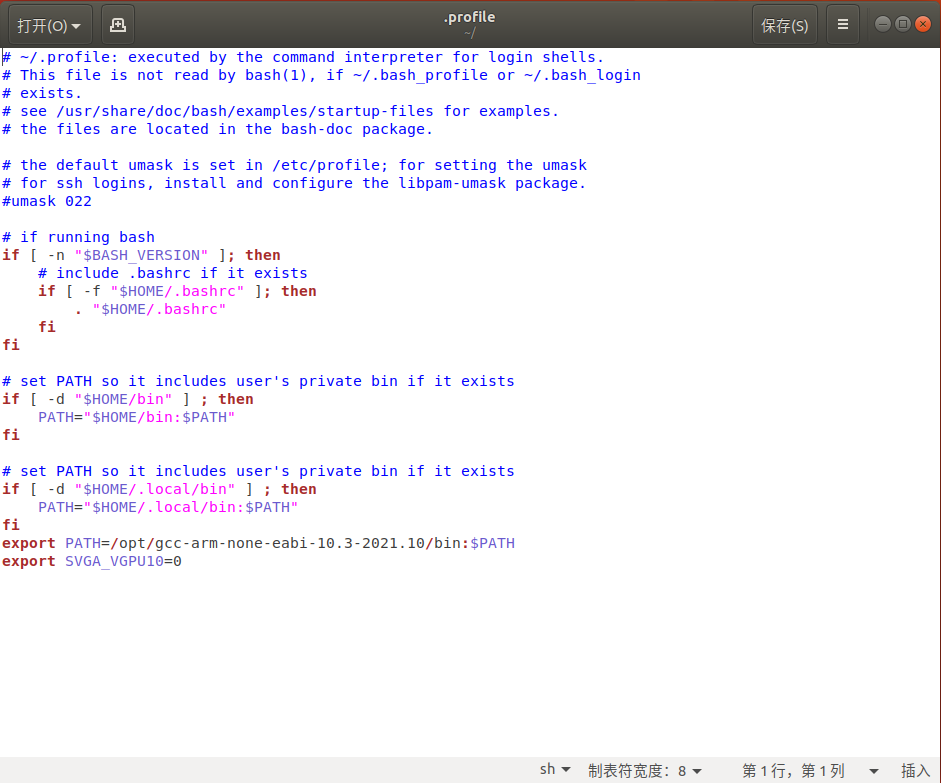 打开(O)
.profile
~/
保存(S)
# ~/.profile: executed by the command interpreter for login shells.
# This file is not read by bash(1), if ~/.bash_profile or ~/.bash_login
# exists.
# see /usr/share/doc/bash/examples/startup-files for examples.
# the files are located in the bash-doc package.

# the default umask is set in /etc/profile; for setting the umask
# for ssh logins, install and configure the libpam-umask package.
#umask 022

# if running bash
if [ -n "$BASH_VERSION" ]; then
    # include .bashrc if it exists
    if [ -f "$HOME/.bashrc" ]; then
        . "$HOME/.bashrc"
    fi
fi

# set PATH so it includes user's private bin if it exists
if [ -d "$HOME/bin" ] ; then
    PATH="$HOME/bin:$PATH"
fi

# set PATH so it includes user's private bin if it exists
if [ -d "$HOME/.local/bin" ] ; then
    PATH="$HOME/.local/bin:$PATH"
fi
export PATH=/opt/gcc-arm-none-eabi-10.3-2021.10/bin:$PATH
export SVGA_VGPU10=0
sh
制表符宽度：8
第 1 行，第 1 列
插入